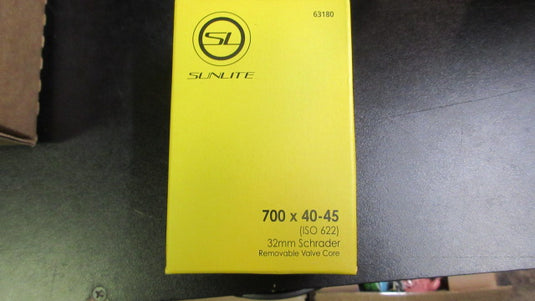 63180
SL
SUNLITE
700 x 40-45
(ISO 622)
32mm Schrader
Removable Valve Core